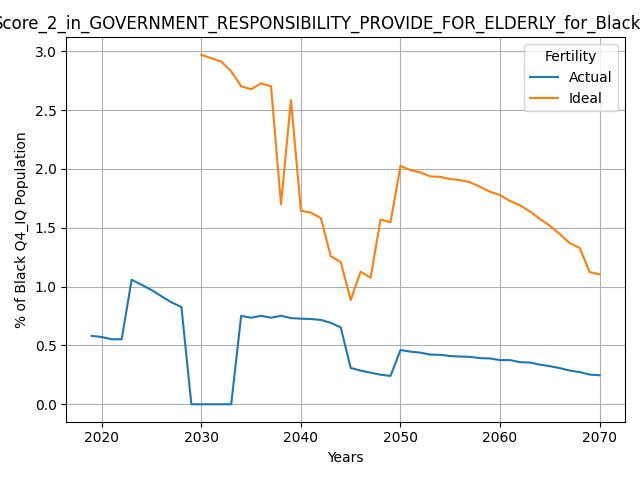 Score_2_in_GOVERNMENT_RESPONSIBILITY_PROVIDE_FOR_ELDERLY_for_Black
Fertility
Actual
Ideal
% of Black Q4_IQ Population
3.0
2.5
2.0
1.5
1.0
0.5
0.0
2020 2030 2040 2050 2060 2070
Years